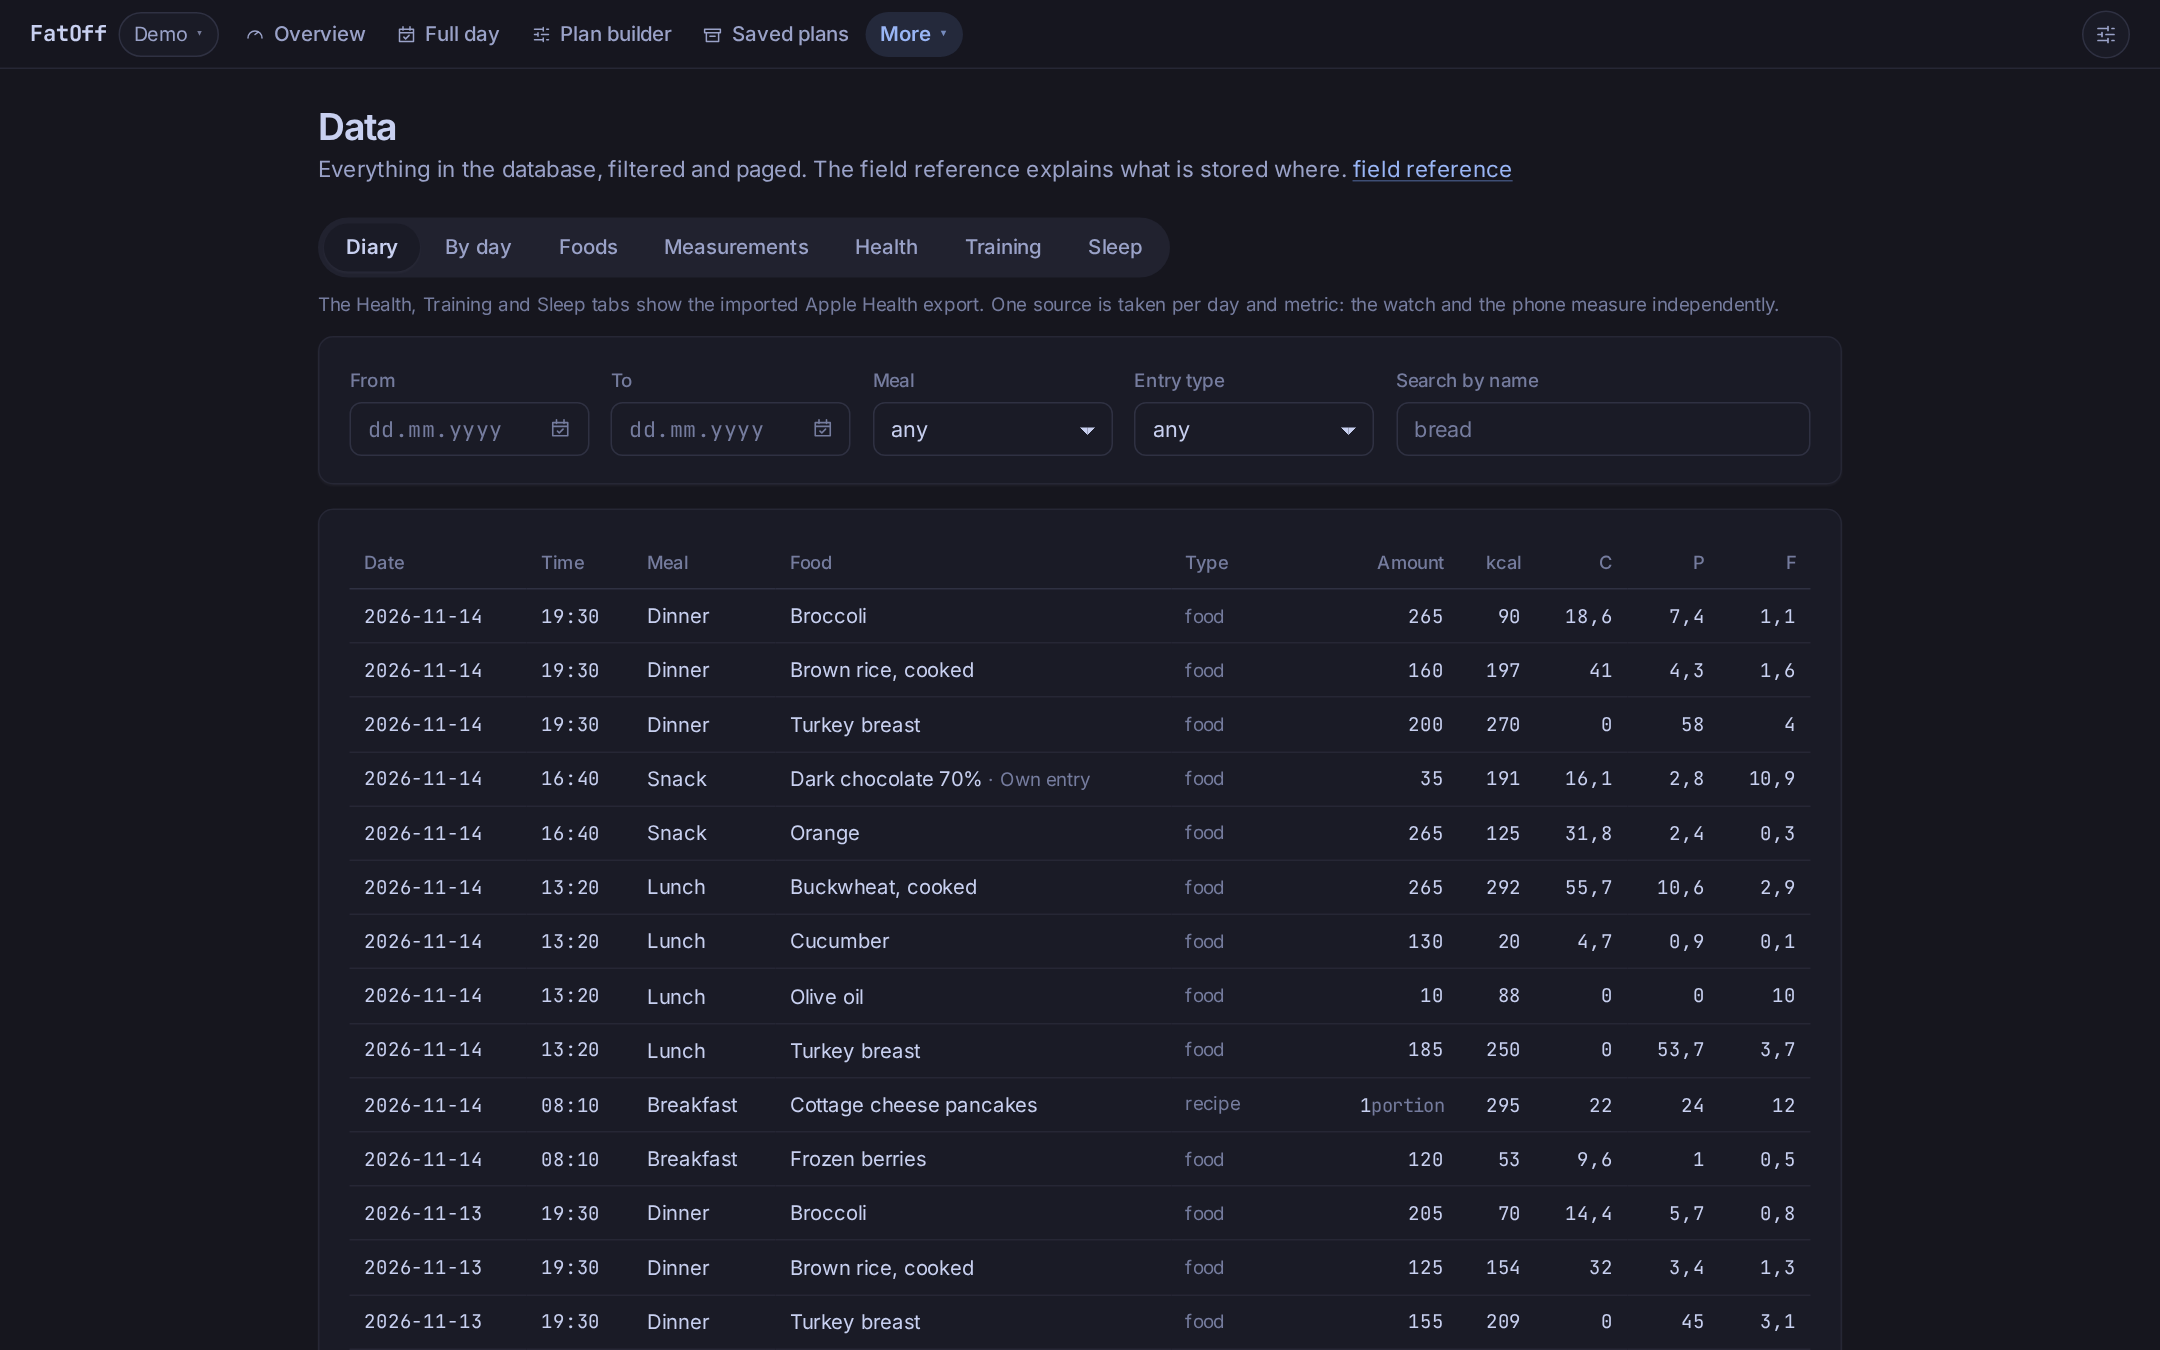 FatOff Demo Overview Full day Plan builder Saved plans More
Data
Everything in the database, filtered and paged. The field reference explains what is stored where. field reference
Diary By day Foods Measurements Health Training Sleep
The Health, Training and Sleep tabs show the imported Apple Health export. One source is taken per day and metric: the watch and the phone measure independently.
From To Meal Entry type Search by name
dd.mm.yyyy dd.mm.yyyy any any bread
Date Time Meal Food Type Amount kcal C P F
2026-11-14 19:30 Dinner Broccoli food 265 90 18,6 7,4 1,1
2026-11-14 19:30 Dinner Brown rice, cooked food 160 197 41 4,3 1,6
2026-11-14 19:30 Dinner Turkey breast food 200 270 0 58 4
2026-11-14 16:40 Snack Dark chocolate 70% · Own entry food 35 191 16,1 2,8 10,9
2026-11-14 16:40 Snack Orange food 265 125 31,8 2,4 0,3
2026-11-14 13:20 Lunch Buckwheat, cooked food 265 292 55,7 10,6 2,9
2026-11-14 13:20 Lunch Cucumber food 130 20 4,7 0,9 0,1
2026-11-14 13:20 Lunch Olive oil food 10 88 0 0 10
2026-11-14 13:20 Lunch Turkey breast food 185 250 0 53,7 3,7
2026-11-14 08:10 Breakfast Cottage cheese pancakes recipe 1portion 295 22 24 12
2026-11-14 08:10 Breakfast Frozen berries food 120 53 9,6 1 0,5
2026-11-13 19:30 Dinner Broccoli food 205 70 14,4 5,7 0,8
2026-11-13 19:30 Dinner Brown rice, cooked food 125 154 32 3,4 1,3
2026-11-13 19:30 Dinner Turkey breast food 155 209 0 45 3,1